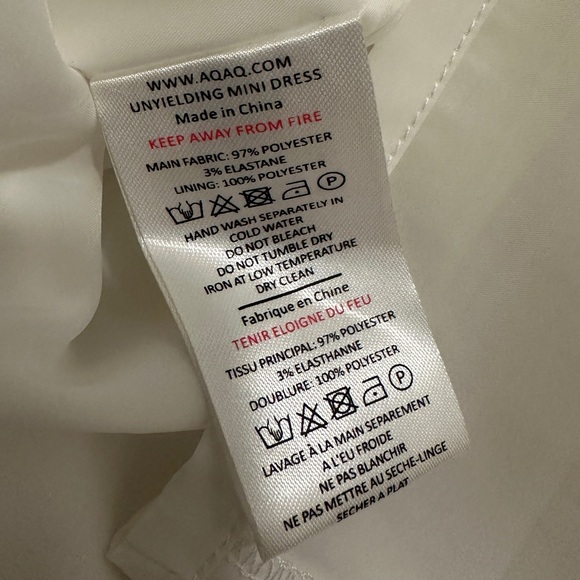 WWW.AQAQ.COM
UNYIELDING MINI DRESS
Made in China
KEEP AWAY FROM FIRE
MAIN FABRIC: 97% POLYESTER
3% ELASTANE
LINING: 100% POLYESTER
P
HAND WASH SEPARATELY IN
COLD WATER
DO NOT BLEACH
DO NOT TUMBLE DRY
IRON AT LOW TEMPERATURE
DRY CLEAN
Fabrique en Chine
TENIR ELOIGNE DU FEU
TISSU PRINCIPAL: 97% POLYESTER
3% ELASTHANNE
DOUBLURE: 100% POLYESTER
P
LAVAGE À LA MAIN SEPAREMENT
A L'EU FROIDE
NE PAS BLANCHIR
NE PAS METTRE AU SECHE-LINGE
SECHER A PLAT